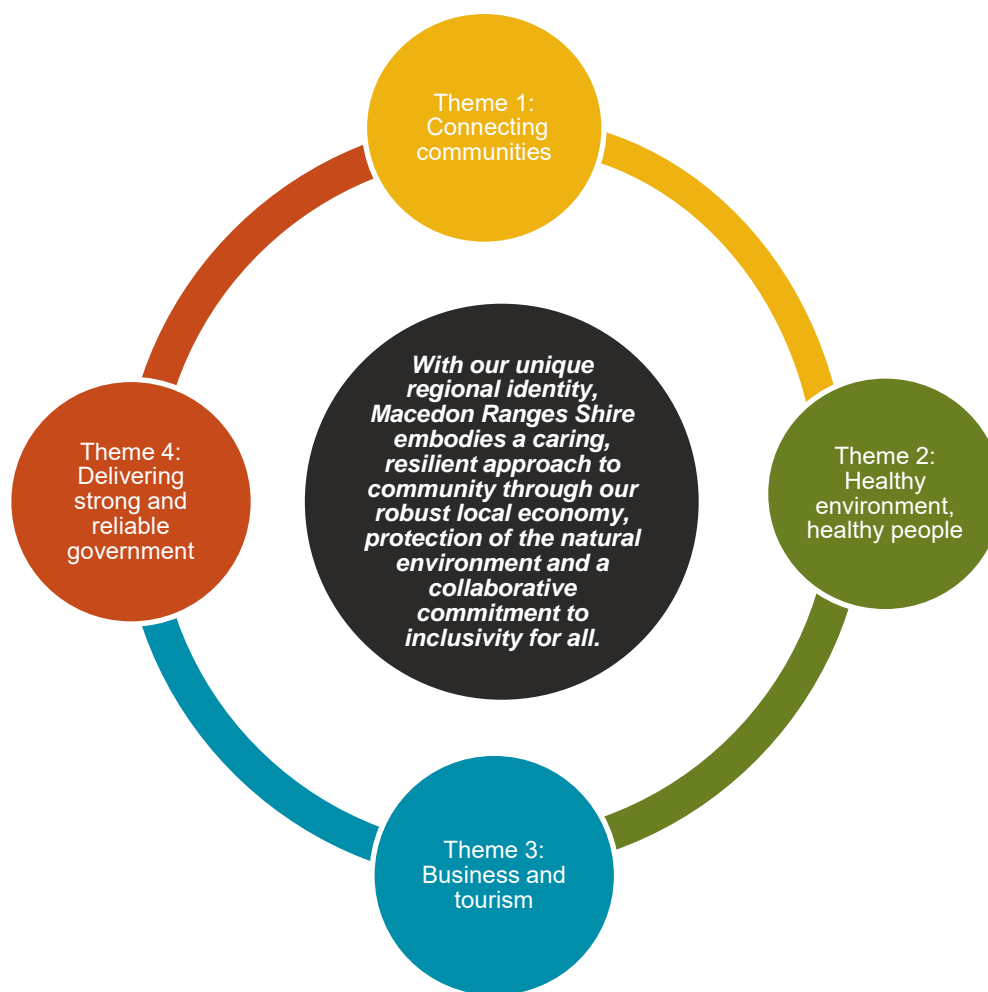 Theme 1:
Connecting
communities
With our unique
regional identity,
Macedon Ranges Shire
embodies a caring,
resilient approach to
community through our
robust local economy,
protection of the natural
environment and a
collaborative
commitment to
inclusivity for all.
Theme 2:
Healthy
environment,
healthy people
Theme 3:
Business and
tourism
Theme 4:
Delivering
strong and
reliable
government